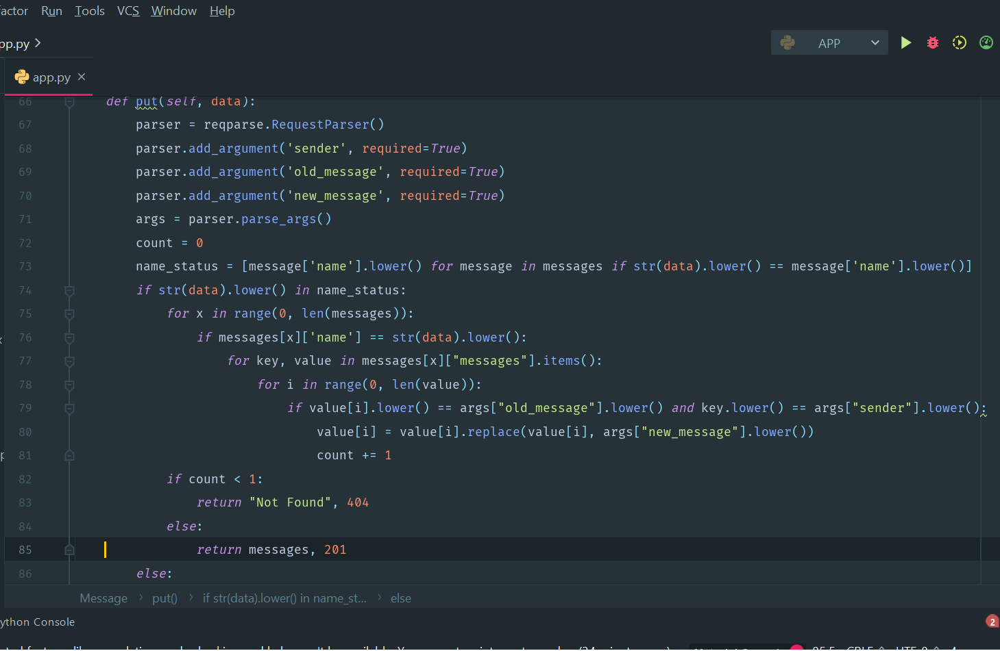 Run Tools VCS Window Help
APP
app.py
66 def put(self, data):
67 parser = reqparse.RequestParser()
68 parser.add_argument('sender', required=True)
69 parser.add_argument('old_message', required=True)
70 parser.add_argument('new_message', required=True)
71 args = parser.parse_args()
72 count = 0
73 name_status = [message['name'].lower() for message in messages if str(data).lower() == message['name'].lower()]
74 if str(data).lower() in name_status:
75 for x in range(0, len(messages)):
76 if messages[x]['name'] == str(data).lower():
77 for key, value in messages[x]["messages"].items():
78 for i in range(0, len(value)):
79 if value[i].lower() == args["old_message"].lower() and key.lower() == args["sender"].lower():
80 value[i] = value[i].replace(value[i], args["new_message"].lower())
81 count += 1
82 if count < 1:
83 return "Not Found", 404
84 else:
85 return messages, 201
86 else:
Message › put() › if str(data).lower() in name_st... › else
ython Console
2